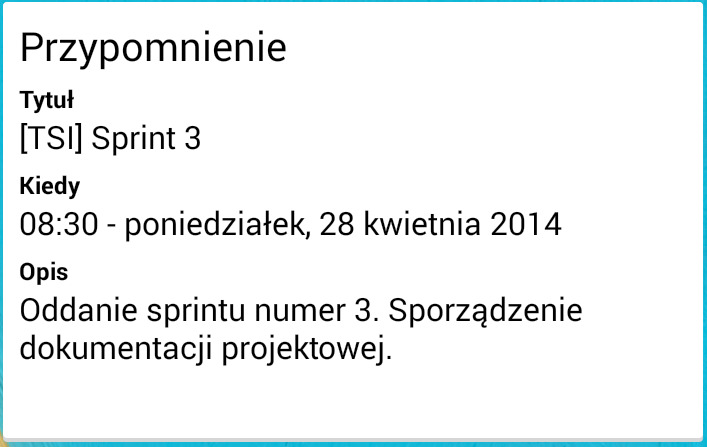 Przypomnienie
Tytuł
[TSI] Sprint 3
Kiedy
08:30 - poniedziałek, 28 kwietnia 2014
Opis
Oddanie sprintu numer 3. Sporządzenie
dokumentacji projektowej.